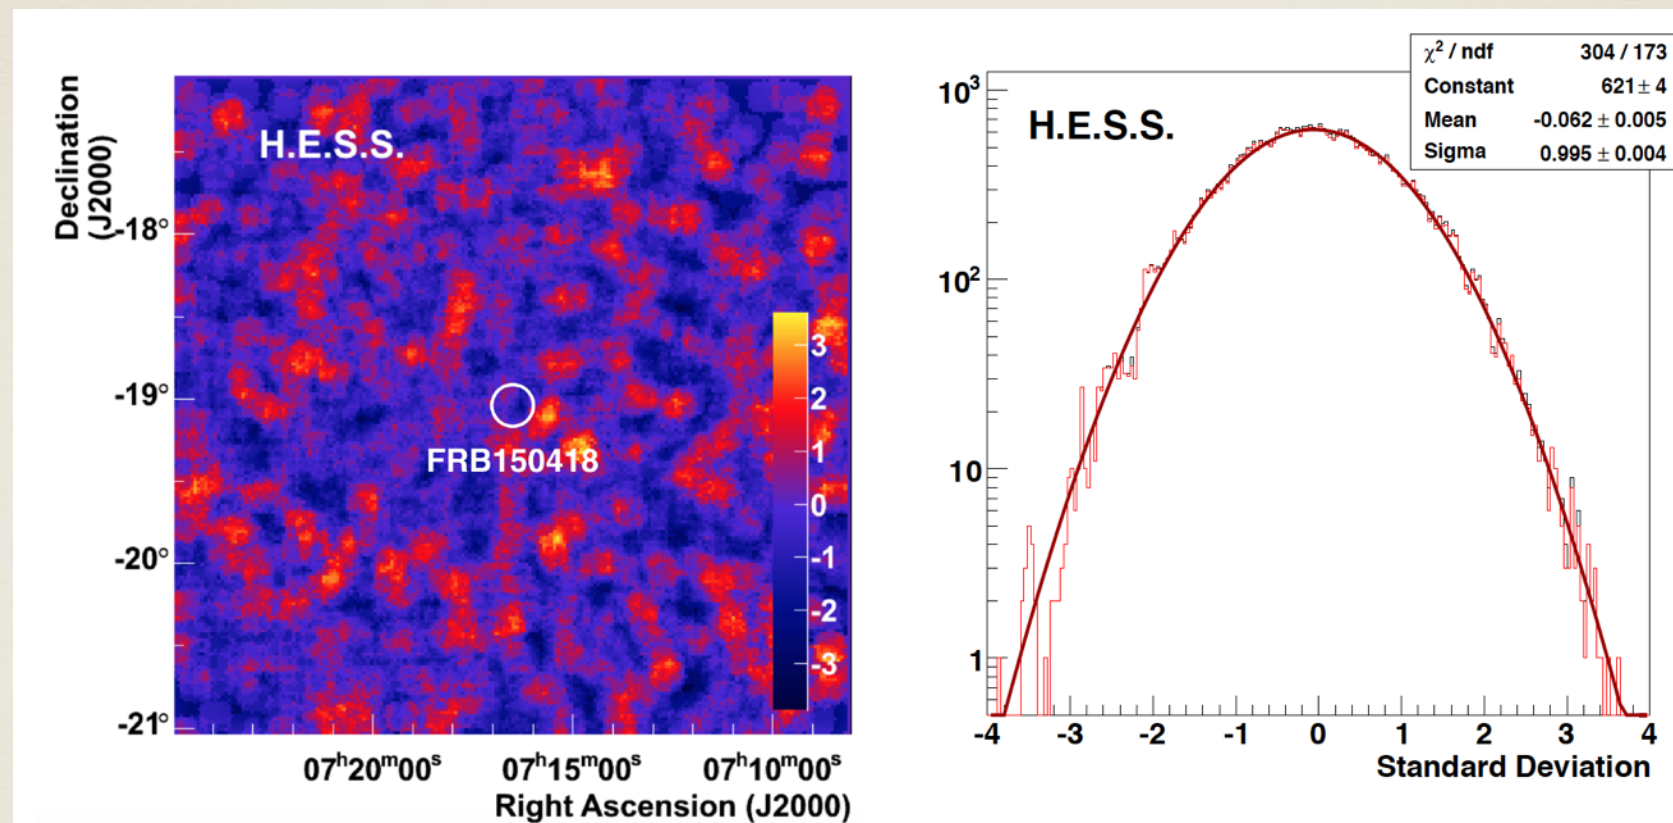 Declination
(J2000)
H.E.S.S.
-18°
-19°
-20°
-21°
FRB150418
3
2
1
0
-1
-2
-3
07ʰ20ᵐ00ˢ 07ʰ15ᵐ00ˢ 07ʰ10ᵐ00ˢ
Right Ascension (J2000)
χ² / ndf 304 / 173
Constant 621 ± 4
Mean -0.062 ± 0.005
Sigma 0.995 ± 0.004
H.E.S.S.
10³
10²
10
1
-4 -3 -2 -1 0 1 2 3 4
Standard Deviation